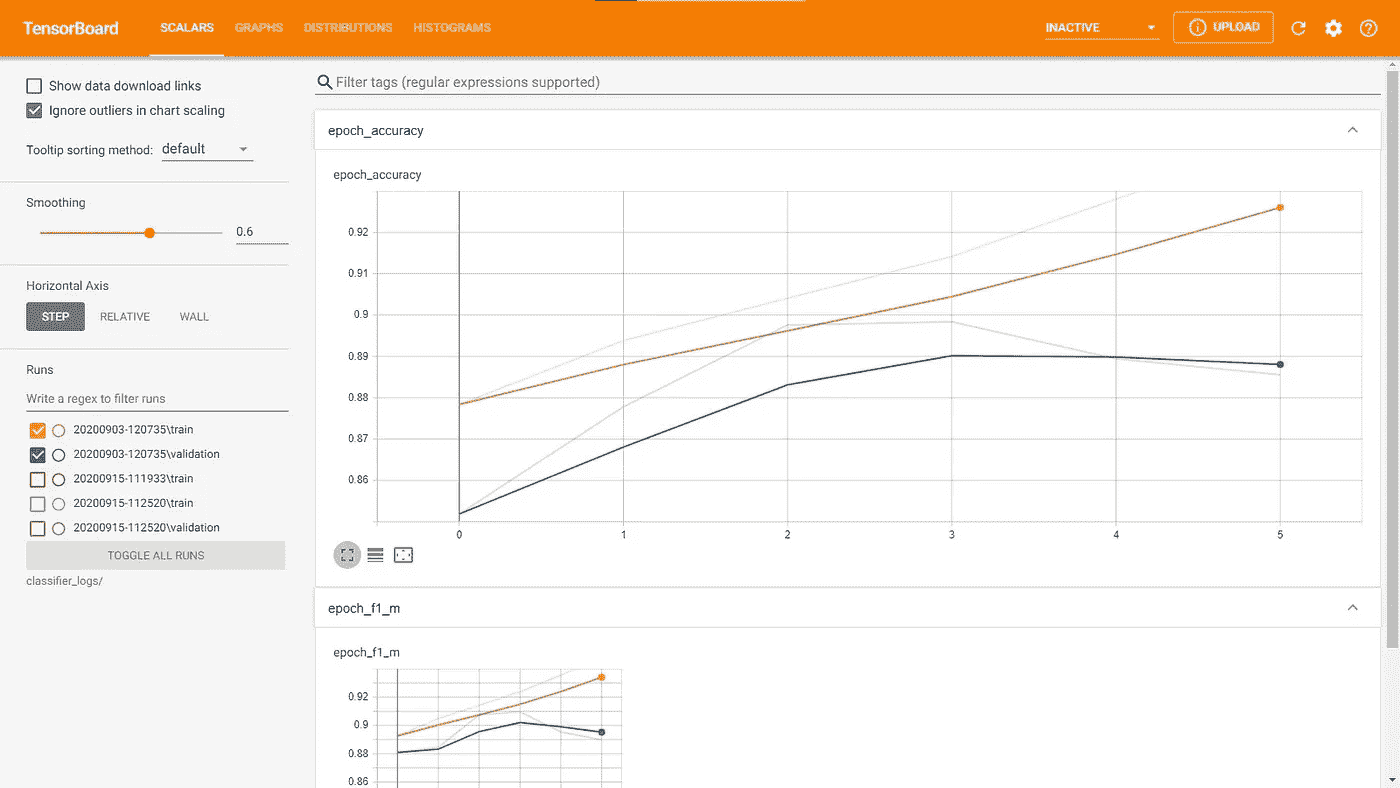 TensorBoard SCALARS GRAPHS DISTRIBUTIONS HISTOGRAMS INACTIVE UPLOAD
Show data download links
Ignore outliers in chart scaling
Tooltip sorting method: default
Smoothing
0.6
Horizontal Axis
STEP RELATIVE WALL
Runs
Write a regex to filter runs
20200903-120735\train
20200903-120735\validation
20200915-111933\train
20200915-112520\train
20200915-112520\validation
TOGGLE ALL RUNS
classifier_logs/
Filter tags (regular expressions supported)
epoch_accuracy
epoch_accuracy
0.92
0.91
0.9
0.89
0.88
0.87
0.86
0 1 2 3 4 5
epoch_f1_m
epoch_f1_m
0.92
0.9
0.88
0.86